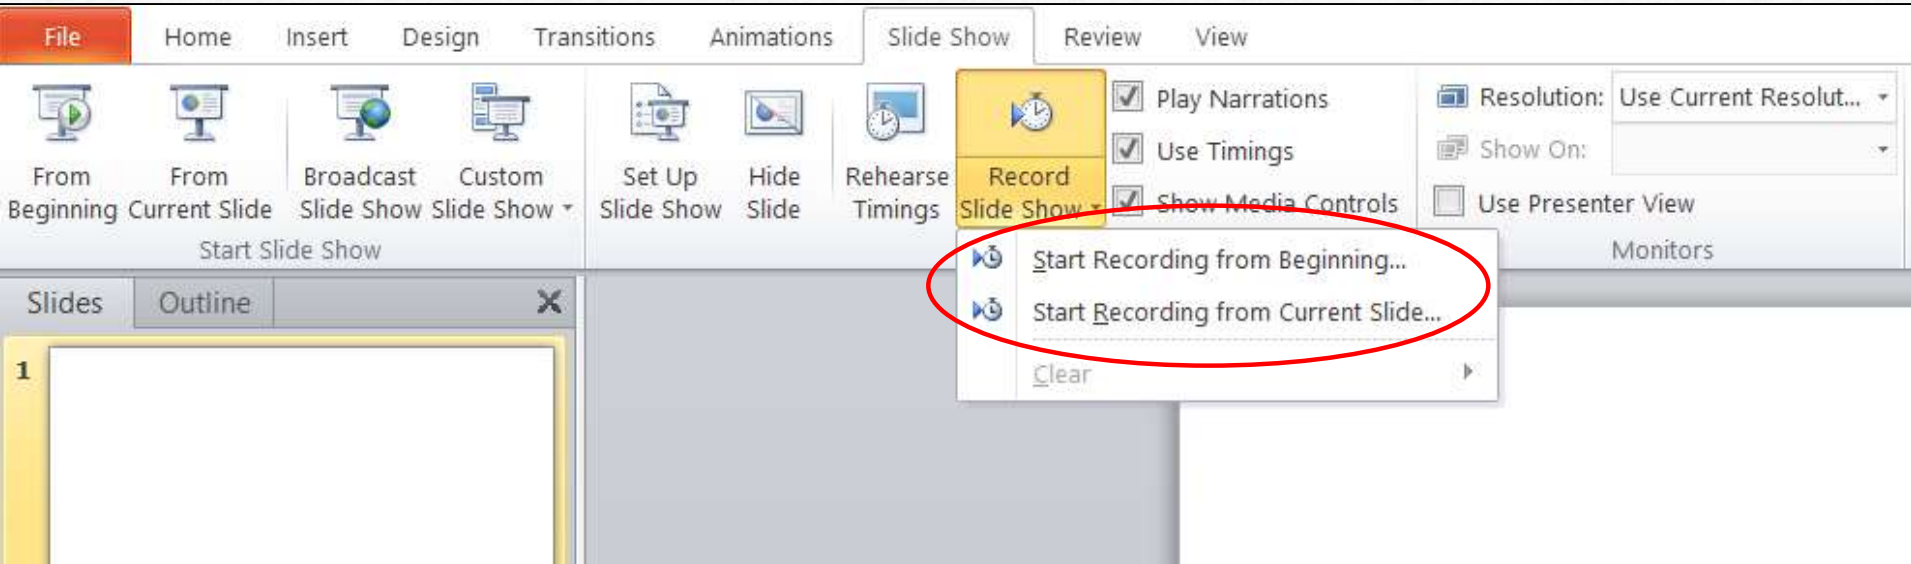 File Home Insert Design Transitions Animations Slide Show Review View
From Beginning
From Current Slide
Broadcast Slide Show
Custom Slide Show
Start Slide Show
Set Up Slide Show
Hide Slide
Rehearse Timings
Record Slide Show
Play Narrations
Use Timings
Show Media Controls
Resolution: Use Current Resolut...
Show On:
Use Presenter View
Monitors
Start Recording from Beginning...
Start Recording from Current Slide...
Clear
Slides Outline
1